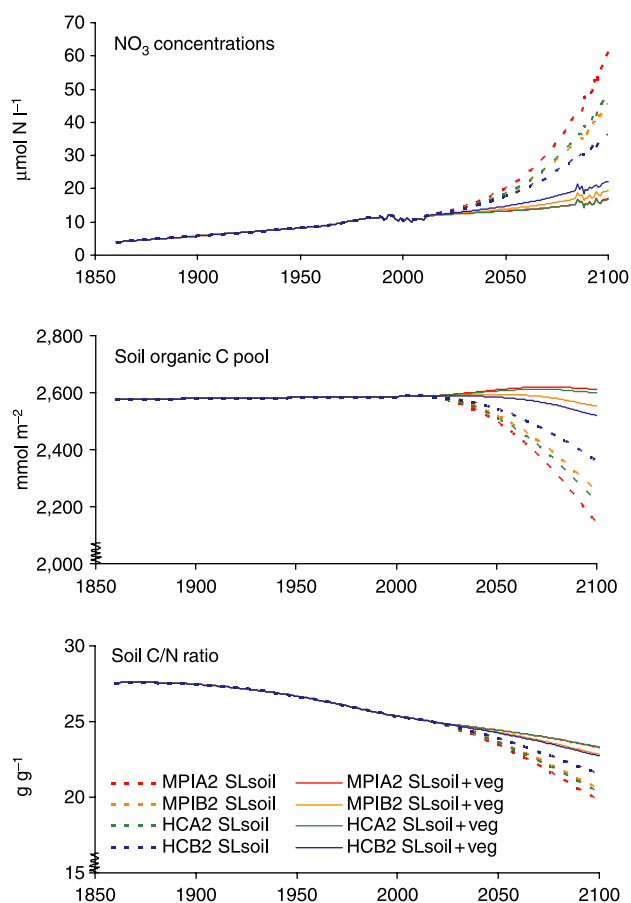 NO₃ concentrations
μmol N l⁻¹
70
60
50
40
30
20
10
0
1850 1900 1950 2000 2050 2100
Soil organic C pool
mmol m⁻²
2,800
2,600
2,400
2,200
2,000
1850 1900 1950 2000 2050 2100
Soil C/N ratio
g g⁻¹
30
25
20
15
MPIA2 SLsoil MPIA2 SLsoil+veg
MPIB2 SLsoil MPIB2 SLsoil+veg
HCA2 SLsoil HCA2 SLsoil+veg
HCB2 SLsoil HCB2 SLsoil+veg
1850 1900 1950 2000 2050 2100